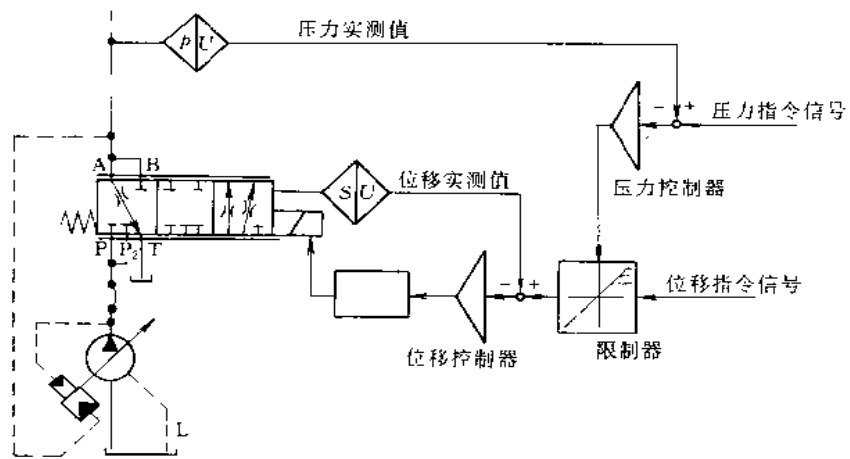 p U
压力实测值
- +
压力指令信号
压力控制器
A B
S U
位移实测值
P P₂ T
- +
位移指令信号
位移控制器
限制器
L